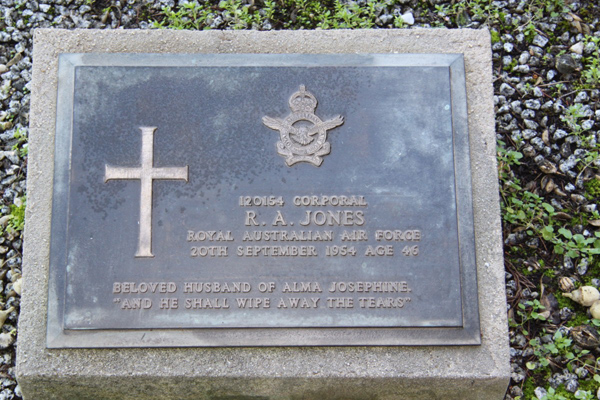 120154 CORPORAL
R. A. JONES
ROYAL AUSTRALIAN AIR FORCE
20TH SEPTEMBER 1954 AGE 46
BELOVED HUSBAND OF ALMA JOSEPHINE.
"AND HE SHALL WIPE AWAY THE TEARS"